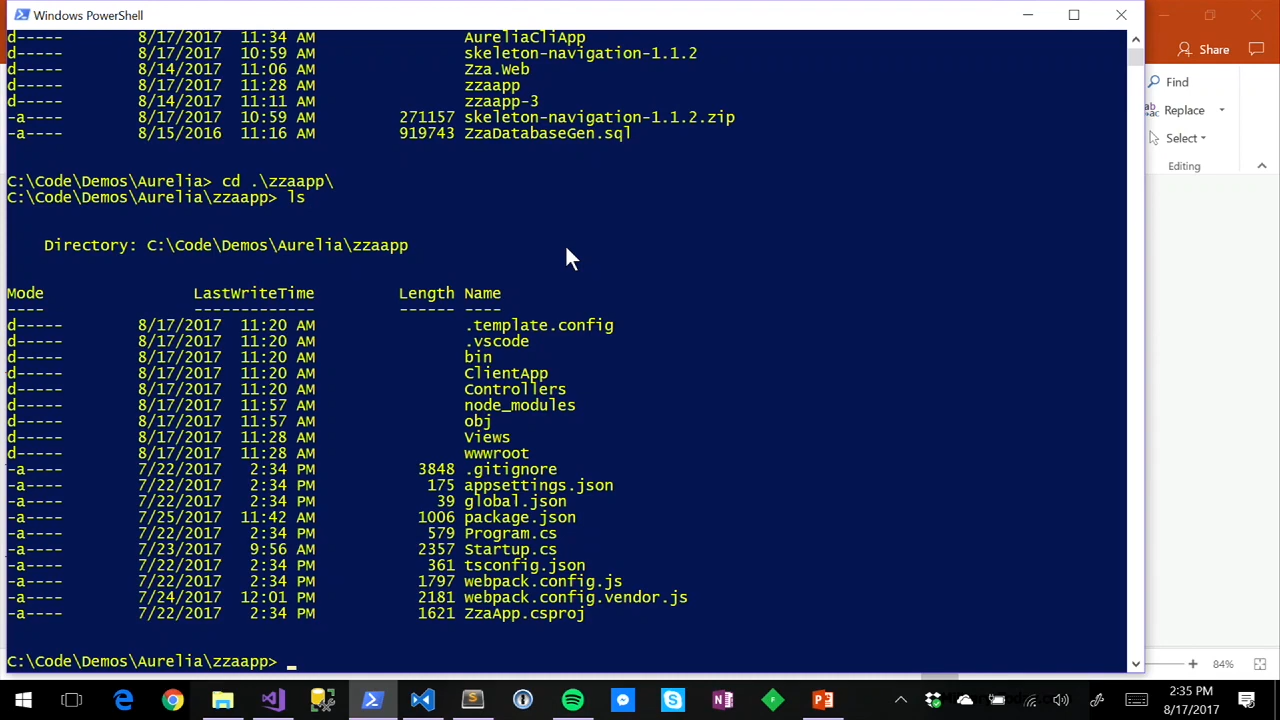 Windows PowerShell
d-----        8/17/2017  11:34 AM                AureliaCliApp
d-----        8/17/2017  10:59 AM                skeleton-navigation-1.1.2
d-----        8/14/2017  11:06 AM                Zza.Web
d-----        8/17/2017  11:28 AM                zzaapp
d-----        8/14/2017  11:11 AM                zzaapp-3
-a----        8/17/2017  10:59 AM         271157 skeleton-navigation-1.1.2.zip
-a----        8/15/2016  11:16 AM         919743 ZzaDatabaseGen.sql
C:\Code\Demos\Aurelia> cd .\zzaapp\
C:\Code\Demos\Aurelia\zzaapp> ls
Directory: C:\Code\Demos\Aurelia\zzaapp
Mode                LastWriteTime         Length Name
----                -------------         ------ ----
d-----        8/17/2017  11:20 AM                .template.config
d-----        8/17/2017  11:20 AM                .vscode
d-----        8/17/2017  11:20 AM                bin
d-----        8/17/2017  11:20 AM                ClientApp
d-----        8/17/2017  11:20 AM                Controllers
d-----        8/17/2017  11:57 AM                node_modules
d-----        8/17/2017  11:57 AM                obj
d-----        8/17/2017  11:28 AM                Views
d-----        8/17/2017  11:28 AM                wwwroot
-a----        7/22/2017   2:34 PM           3848 .gitignore
-a----        7/22/2017   2:34 PM            175 appsettings.json
-a----        7/22/2017   2:34 PM             39 global.json
-a----        7/25/2017  11:42 AM           1006 package.json
-a----        7/22/2017   2:34 PM            579 Program.cs
-a----        7/23/2017   9:56 AM           2357 Startup.cs
-a----        7/22/2017   2:34 PM            361 tsconfig.json
-a----        7/22/2017   2:34 PM           1797 webpack.config.js
-a----        7/24/2017  12:01 PM           2181 webpack.config.vendor.js
-a----        7/22/2017   2:34 PM           1621 ZzaApp.csproj
C:\Code\Demos\Aurelia\zzaapp> _
Share
Find
Replace
Select
Editing
84%
2:35 PM
8/17/2017